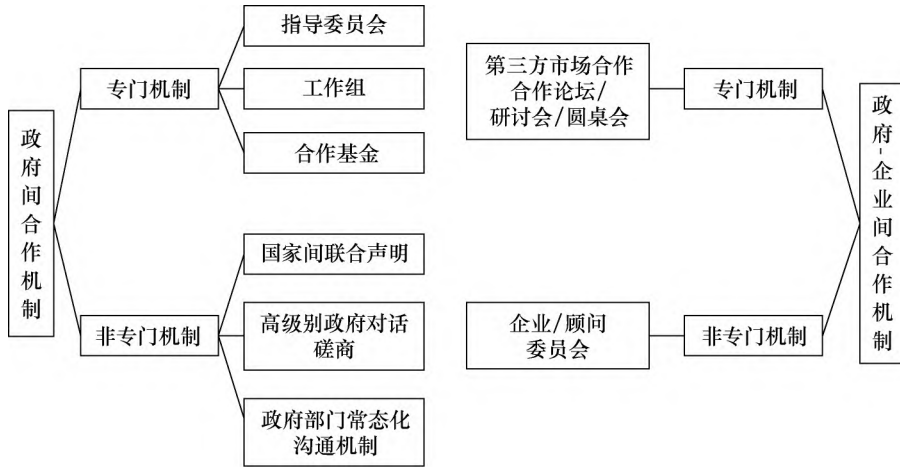 政府间合作机制
专门机制
指导委员会
工作组
合作基金
非专门机制
国家间联合声明
高级别政府对话
磋商
政府部门常态化
沟通机制
第三方市场合作
合作论坛/
研讨会/圆桌会
专门机制
企业/顾问
委员会
非专门机制
政府-企业间合作机制